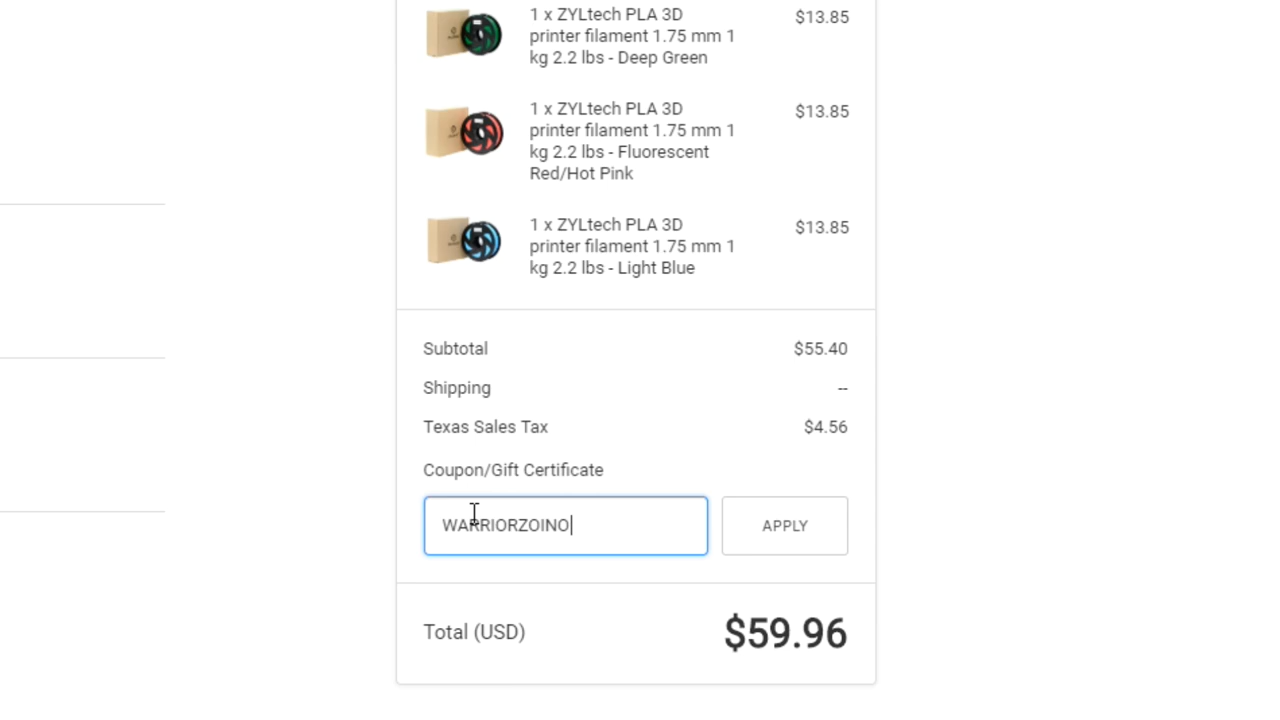 1 x ZYLtech PLA 3D $13.85
printer filament 1.75 mm 1
kg 2.2 lbs - Deep Green
1 x ZYLtech PLA 3D $13.85
printer filament 1.75 mm 1
kg 2.2 lbs - Fluorescent
Red/Hot Pink
1 x ZYLtech PLA 3D $13.85
printer filament 1.75 mm 1
kg 2.2 lbs - Light Blue
Subtotal $55.40
Shipping --
Texas Sales Tax $4.56
Coupon/Gift Certificate
WARRIORZOINO APPLY
Total (USD) $59.96